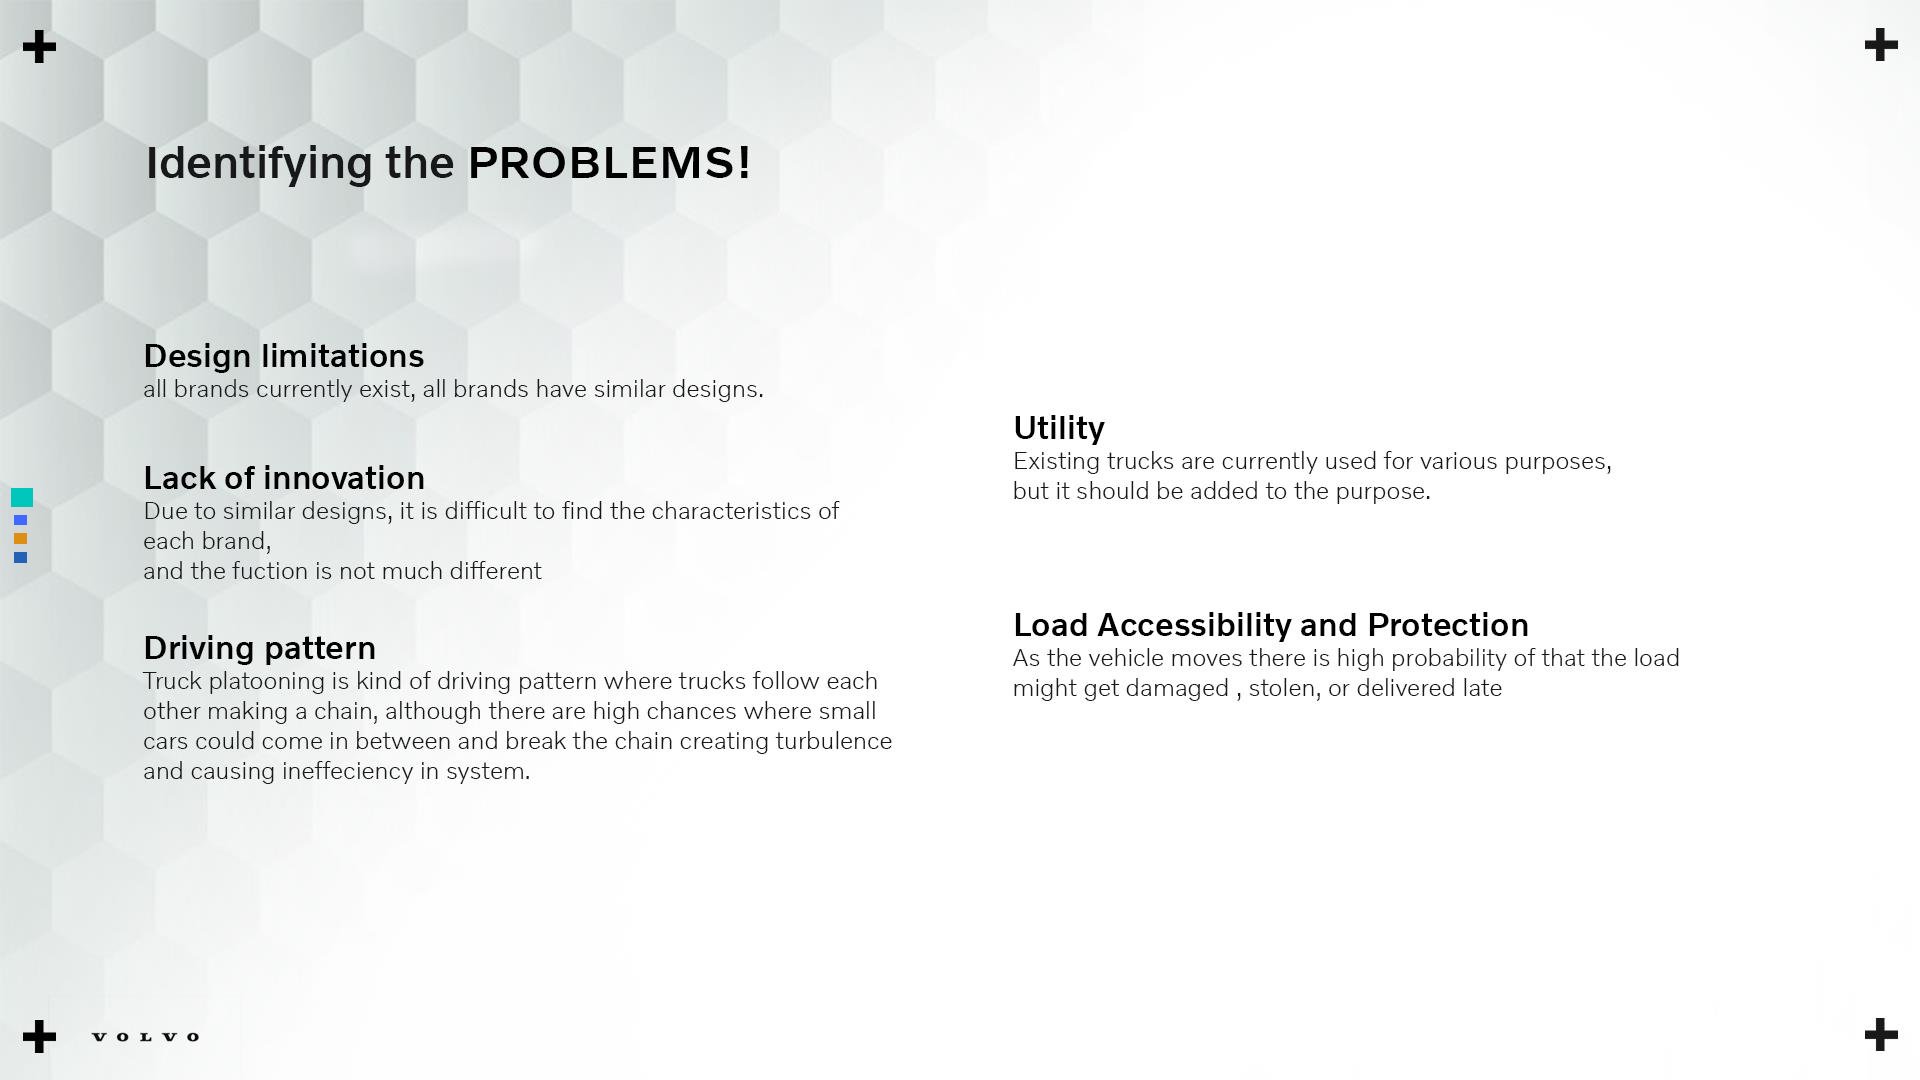 Identifying the PROBLEMS!
Design limitations
all brands currently exist, all brands have similar designs.
Lack of innovation
Due to similar designs, it is difficult to find the characteristics of
each brand,
and the fuction is not much different
Driving pattern
Truck platooning is kind of driving pattern where trucks follow each
other making a chain, although there are high chances where small
cars could come in between and break the chain creating turbulence
and causing ineffeciency in system.
Utility
Existing trucks are currently used for various purposes,
but it should be added to the purpose.
Load Accessibility and Protection
As the vehicle moves there is high probability of that the load
might get damaged , stolen, or delivered late
VOLVO